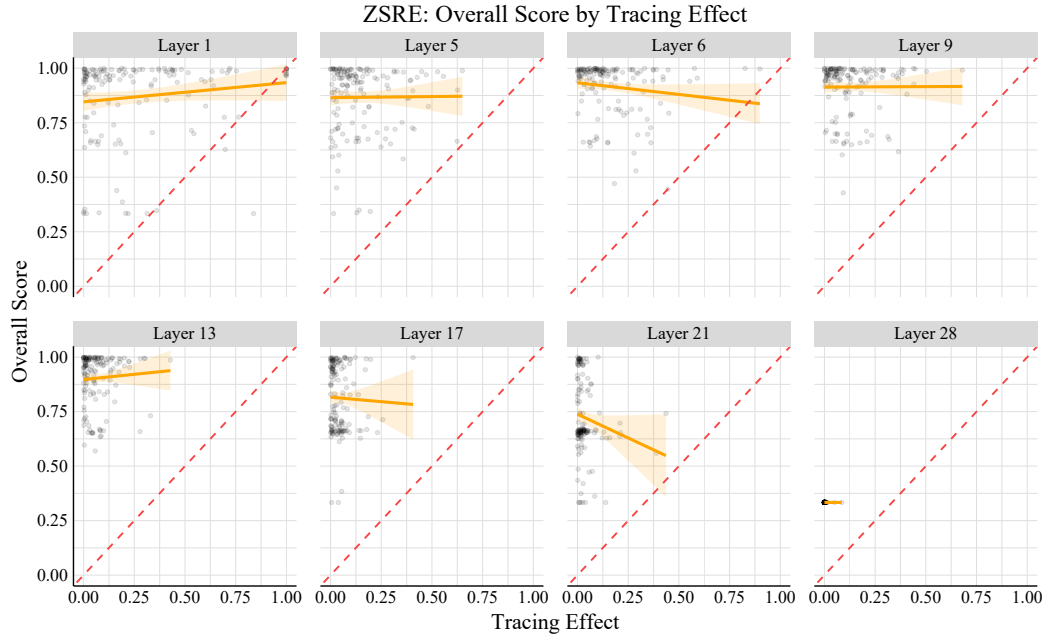 ZSRE: Overall Score by Tracing Effect
Layer 1
Layer 5
Layer 6
Layer 9
1.00
0.75
0.50
0.25
0.00
Layer 13
Layer 17
Layer 21
Layer 28
1.00
0.75
0.50
0.25
0.00
Overall Score
0.00 0.25 0.50 0.75 1.00
0.00 0.25 0.50 0.75 1.00
0.00 0.25 0.50 0.75 1.00
0.00 0.25 0.50 0.75 1.00
Tracing Effect